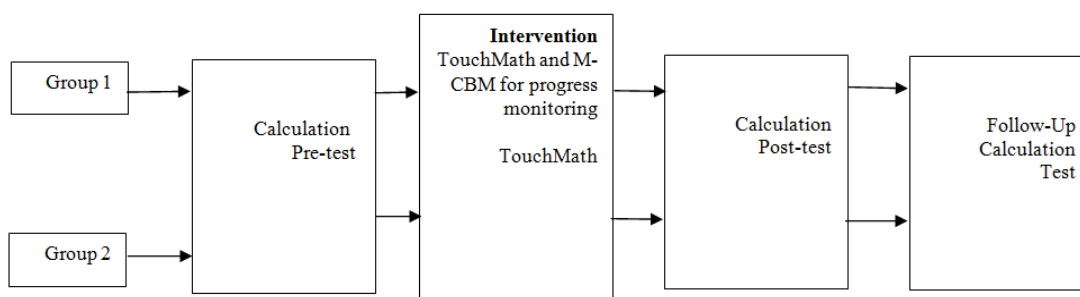 Group 1
Group 2
Calculation
Pre-test
Intervention
TouchMath and M-
CBM for progress
monitoring
TouchMath
Calculation
Post-test
Follow-Up
Calculation
Test